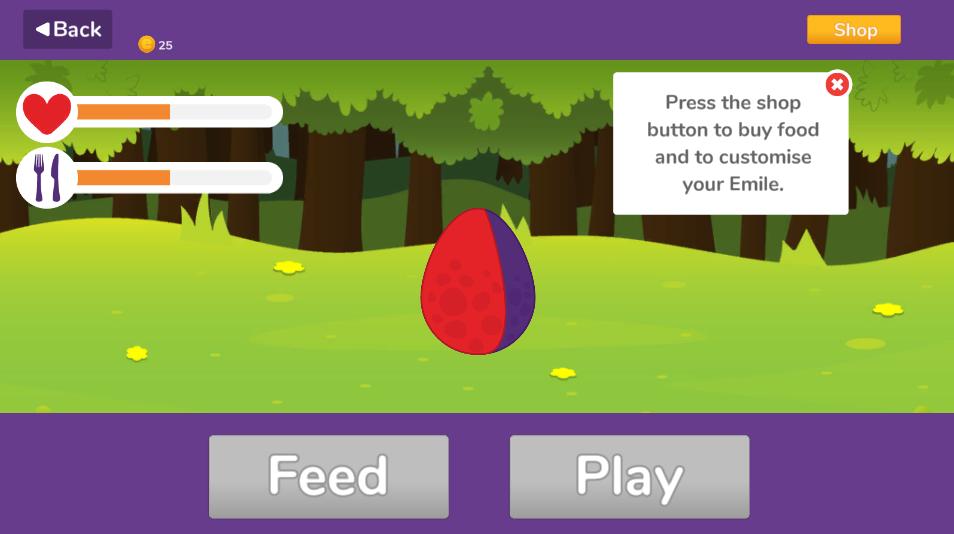 Back
25
Shop
Press the shop
button to buy food
and to customise
your Emile.
Feed
Play